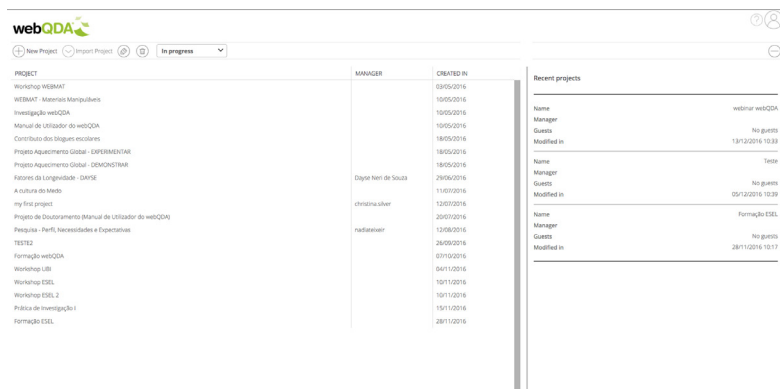 webQDA
New Project Import Project In progress
PROJECT MANAGER CREATED IN
Workshop WEBMAT 03/05/2016
WEBMAT - Materiais Manipuláveis 10/05/2016
Investigação webQDA 10/05/2016
Manual de Utilizador do webQDA 10/05/2016
Contributo dos blogues escolares 18/05/2016
Projeto Aquecimento Global - EXPERIMENTAR 18/05/2016
Projeto Aquecimento Global - DEMONSTRAR 18/05/2016
Fatores da Longevidade - DAYSE Dayse Neri de Souza 29/06/2016
A cultura do Medo 11/07/2016
my first project christina.silver 12/07/2016
Projeto de Doutoramento (Manual de Utilizador do webQDA) 20/07/2016
Pesquisa - Perfil, Necessidades e Expectativas nadiateixeir 12/08/2016
TESTE2 26/09/2016
Formação webQDA 07/10/2016
Workshop UBI 04/11/2016
Workshop ESEL 10/11/2016
Workshop ESEL 2 10/11/2016
Prática de Investigação I 15/11/2016
Formação ESEL 28/11/2016
Recent projects
Name webinar webQDA
Manager
Guests No guests
Modified in 13/12/2016 10:33
Name Teste
Manager
Guests No guests
Modified in 05/12/2016 10:39
Name Formação ESEL
Manager
Guests No guests
Modified in 28/11/2016 10:17